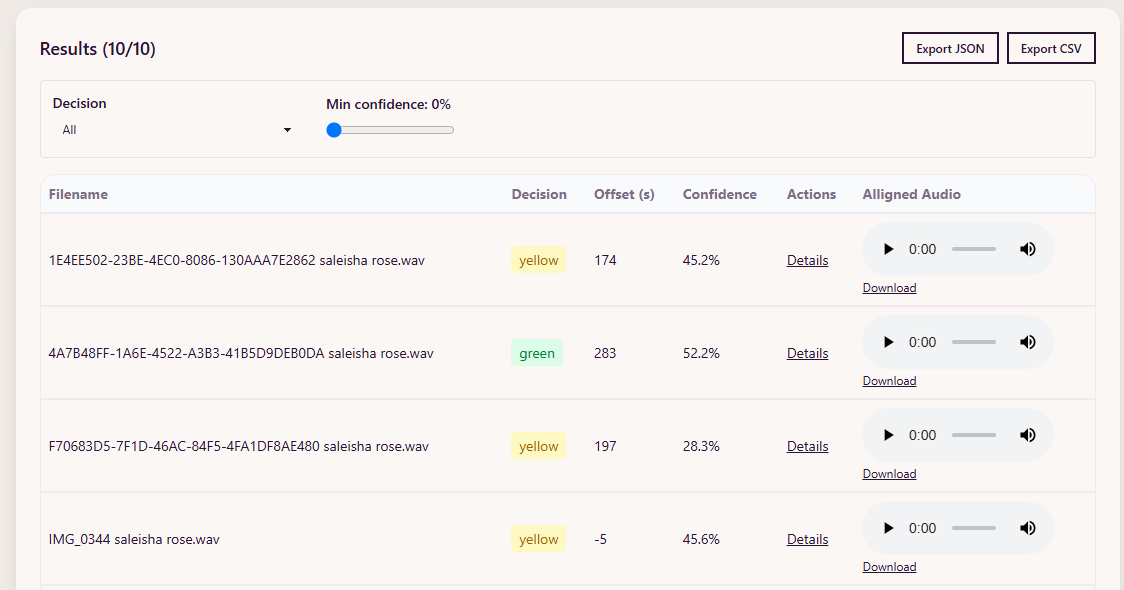 Results (10/10)
Export JSON
Export CSV
Decision
All
Min confidence: 0%
Filename Decision Offset (s) Confidence Actions Alligned Audio
1E4EE502-23BE-4EC0-8086-130AAA7E2862 saleisha rose.wav yellow 174 45.2% Details 0:00
Download
4A7B48FF-1A6E-4522-A3B3-41B5D9DEB0DA saleisha rose.wav green 283 52.2% Details 0:00
Download
F70683D5-7F1D-46AC-84F5-4FA1DF8AE480 saleisha rose.wav yellow 197 28.3% Details 0:00
Download
IMG_0344 saleisha rose.wav yellow -5 45.6% Details 0:00
Download